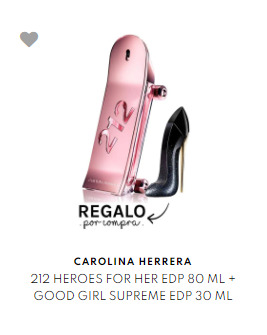 212
REGALO
por compra
CAROLINA HERRERA
212 HEROES FOR HER EDP 80 ML +
GOOD GIRL SUPREME EDP 30 ML